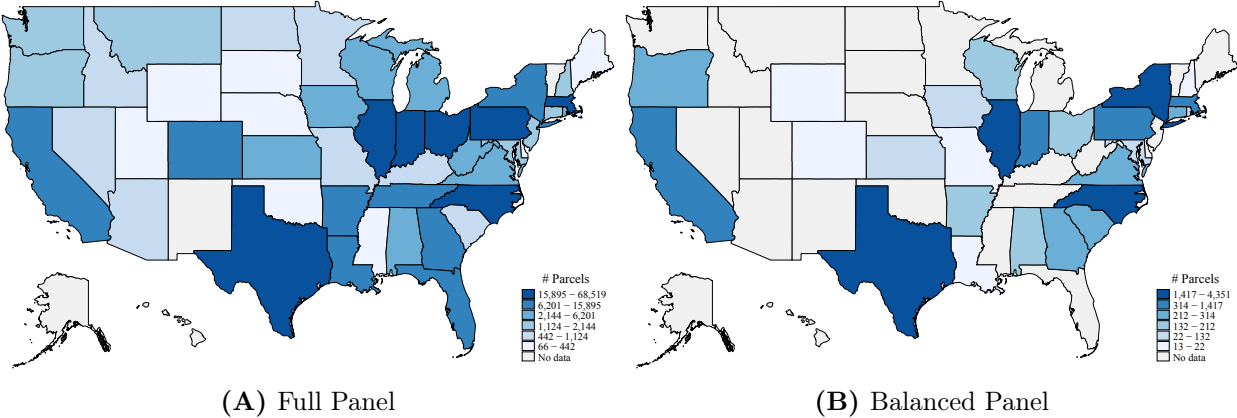 # Parcels
15,895 – 68,519
6,201 – 15,895
2,144 – 6,201
1,124 – 2,144
442 – 1,124
66 – 442
No data
(A) Full Panel
# Parcels
1,417 – 4,351
314 – 1,417
212 – 314
132 – 212
22 – 132
13 – 22
No data
(B) Balanced Panel